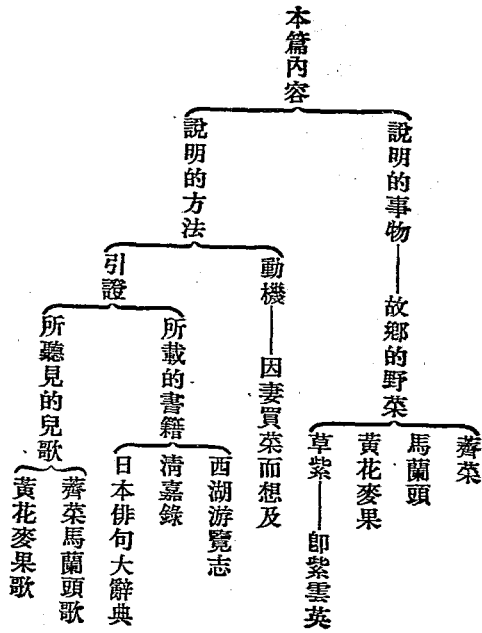 本篇內容
說明的事物——故鄉的野菜
薺菜
馬蘭頭
黃花麥果
草紫——卽紫雲英
說明的方法
動機——因妻買菜而想及
引證
所載的書籍
西湖游覽志
清嘉錄
日本俳句大辭典
所聽見的兒歌
薺菜馬蘭頭歌
黃花麥果歌